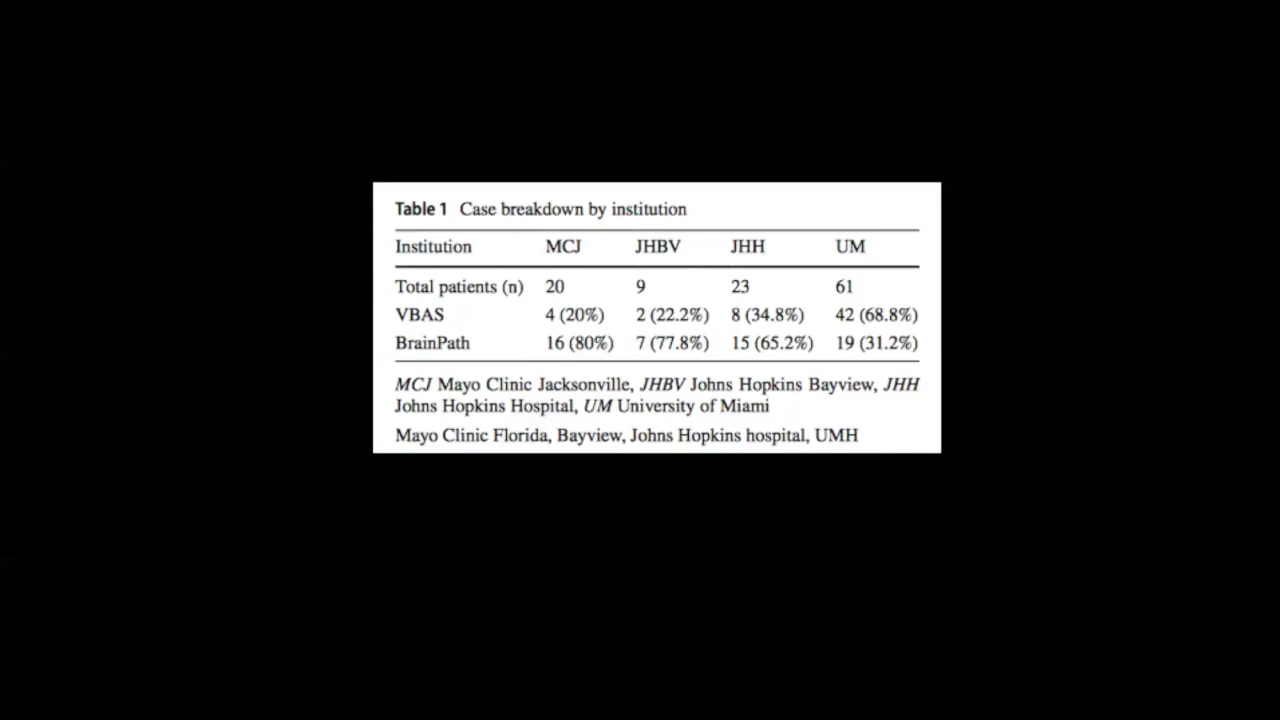 Table 1 Case breakdown by institution
Institution MCJ JHBV JHH UM
Total patients (n) 20 9 23 61
VBAS 4 (20%) 2 (22.2%) 8 (34.8%) 42 (68.8%)
BrainPath 16 (80%) 7 (77.8%) 15 (65.2%) 19 (31.2%)
MCJ Mayo Clinic Jacksonville, JHBV Johns Hopkins Bayview, JHH
Johns Hopkins Hospital, UM University of Miami
Mayo Clinic Florida, Bayview, Johns Hopkins hospital, UMH